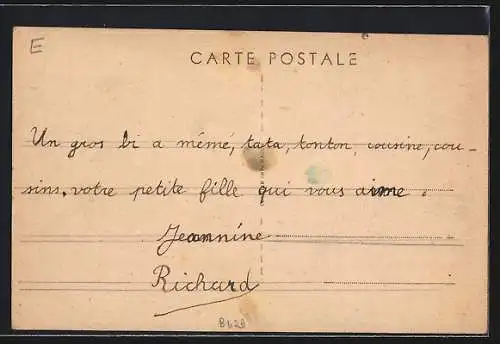 E
CARTE POSTALE
Un gros bi a mémé, tata, tonton, cousine, cou-
sins. votre petite fille qui vous aime.
Jeannine
Richard